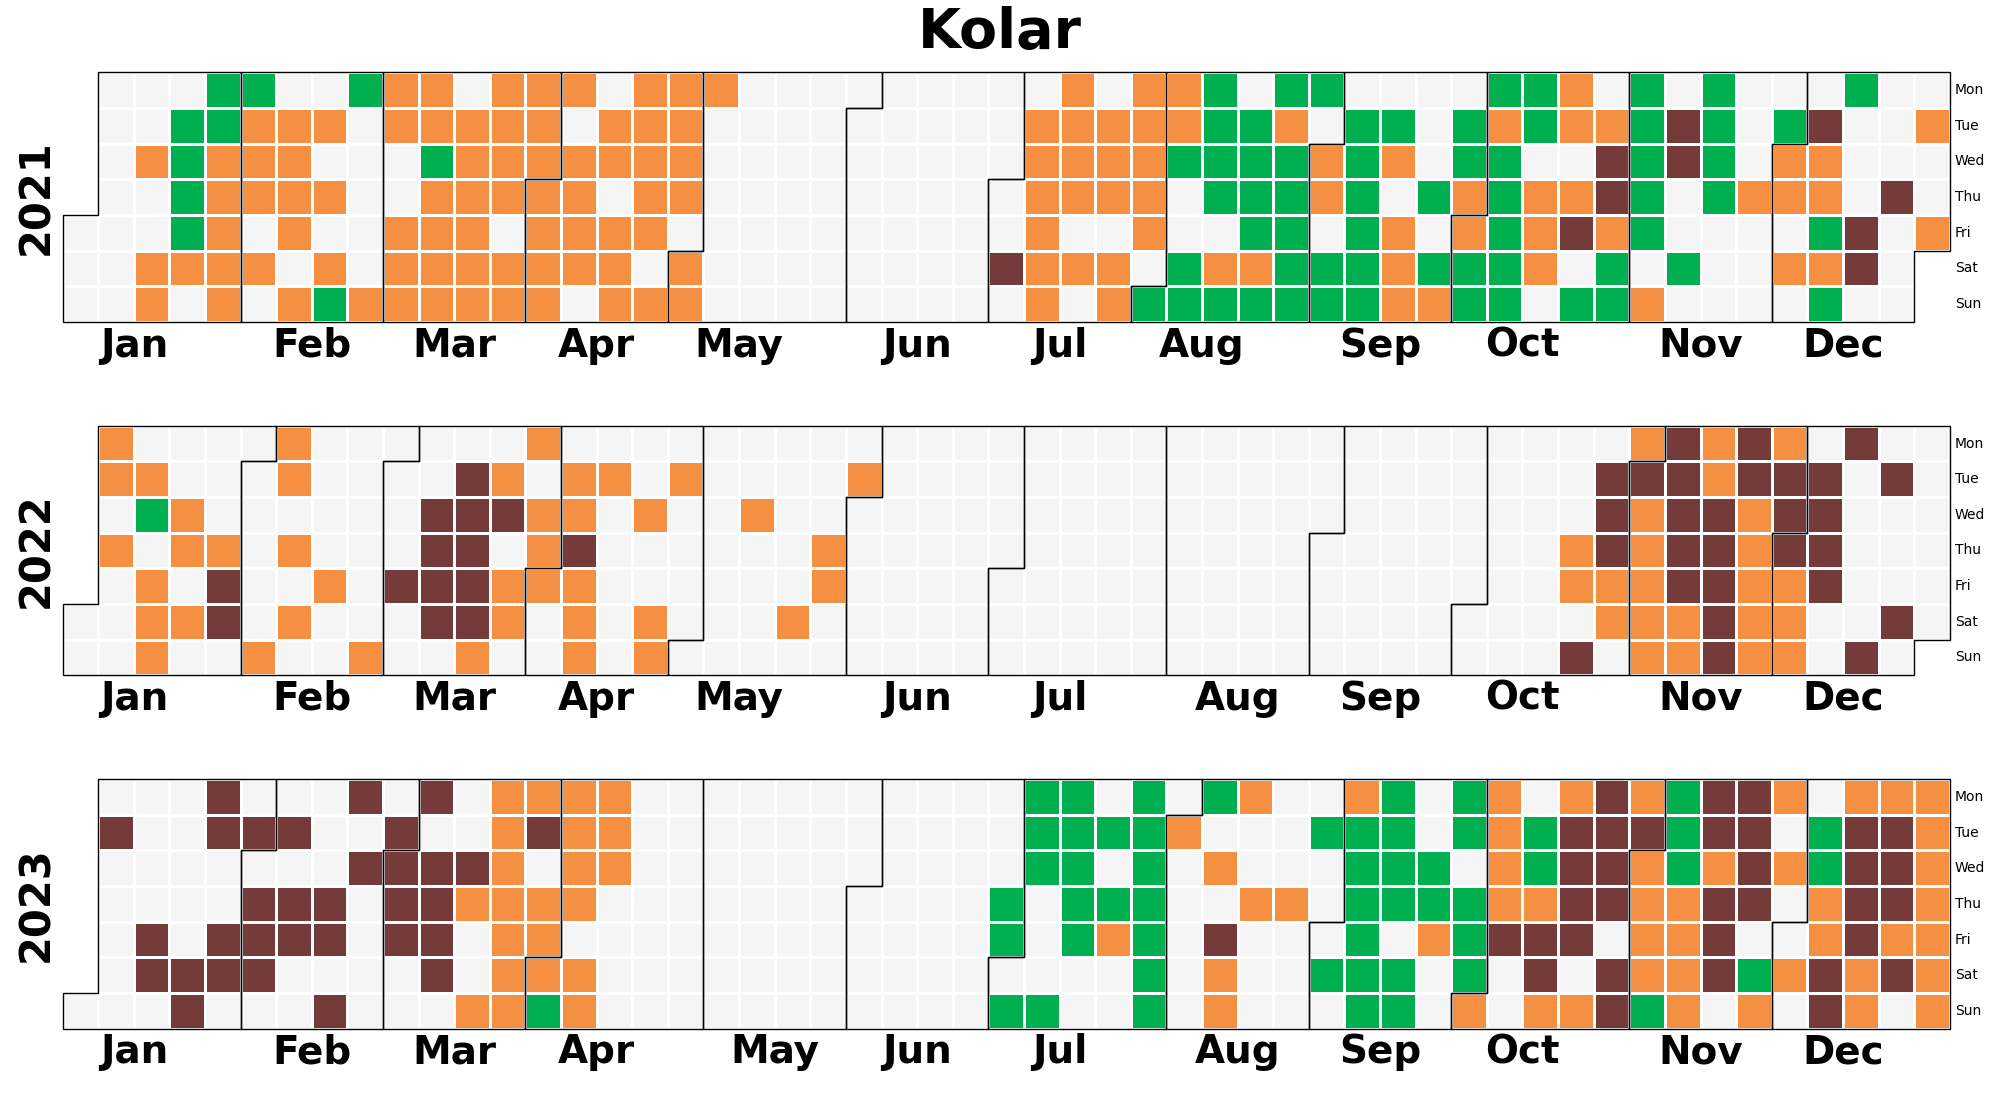 Kolar
2021
Mon
Tue
Wed
Thu
Fri
Sat
Sun
Jan Feb Mar Apr May Jun Jul Aug Sep Oct Nov Dec
2022
Mon
Tue
Wed
Thu
Fri
Sat
Sun
Jan Feb Mar Apr May Jun Jul Aug Sep Oct Nov Dec
2023
Mon
Tue
Wed
Thu
Fri
Sat
Sun
Jan Feb Mar Apr May Jun Jul Aug Sep Oct Nov Dec